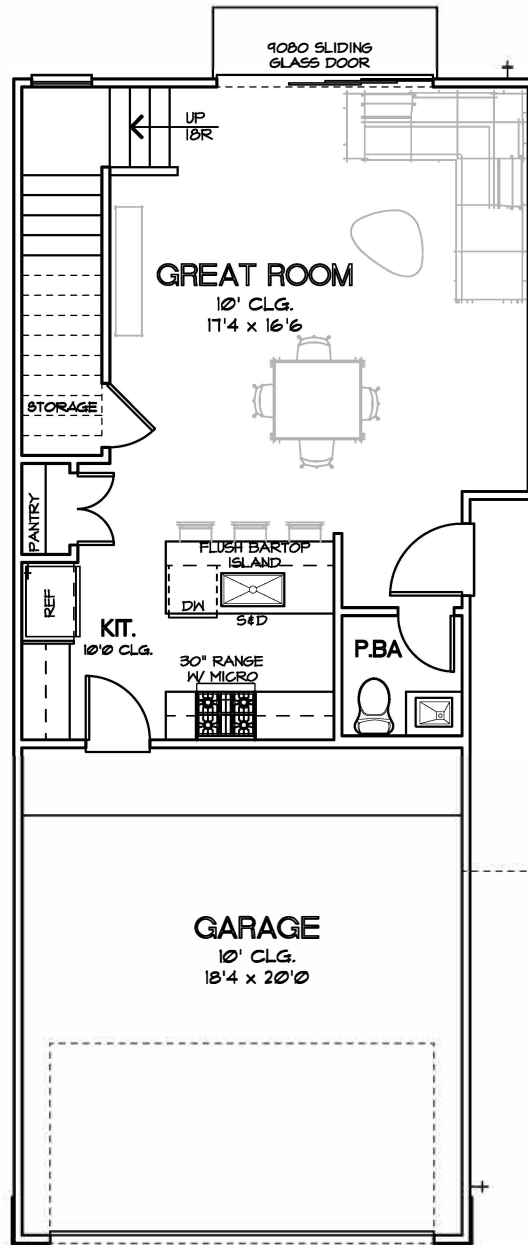 9080 SLIDING
GLASS DOOR
UP
18R
GREAT ROOM
10' CLG.
17'4 x 16'6
STORAGE
PANTRY
FLUSH BARTOP
ISLAND
REF
DW
S&D
KIT.
10'0 CLG.
P.BA
30" RANGE
W/ MICRO
GARAGE
10' CLG.
18'4 x 20'0